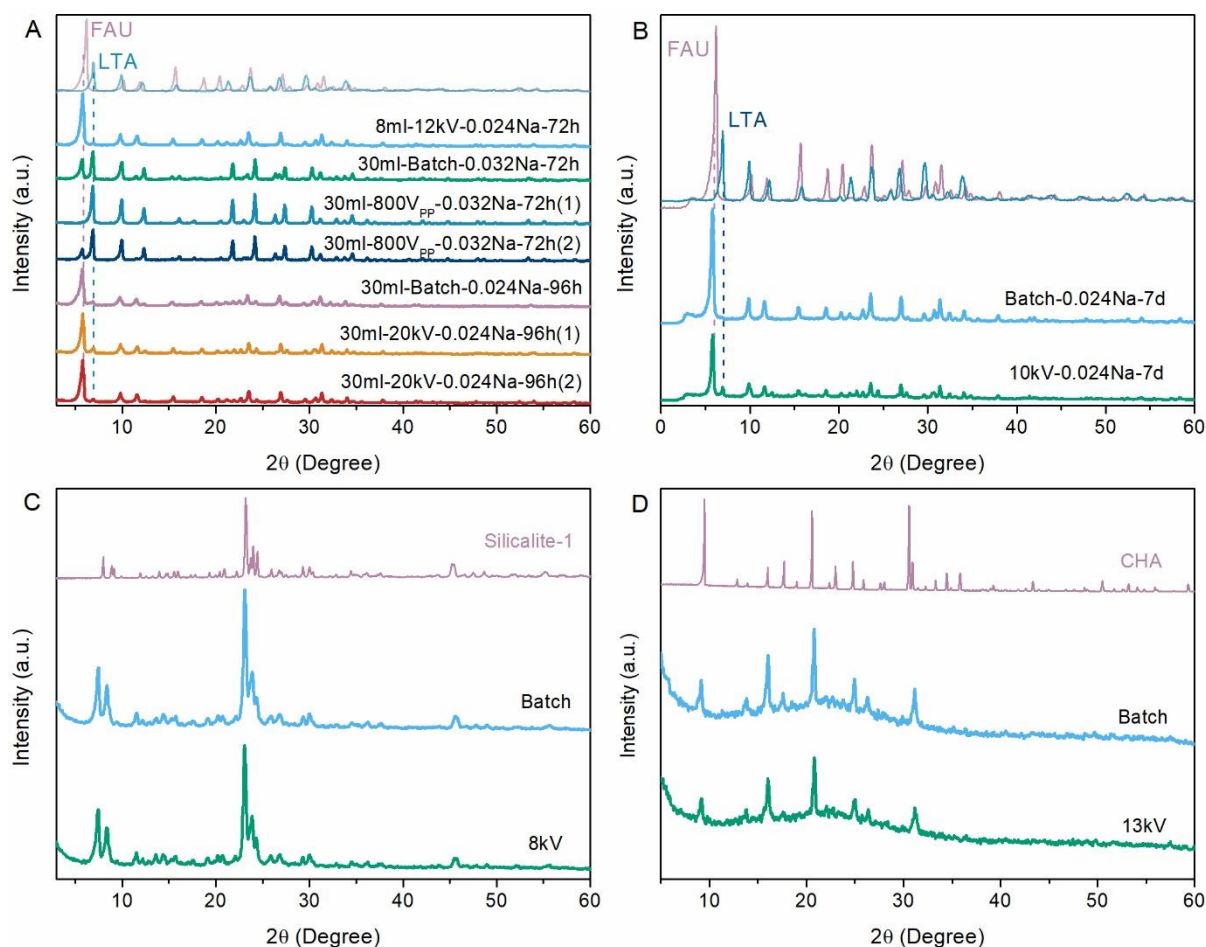 A
FAU
LTA
8ml-12kV-0.024Na-72h
30ml-Batch-0.032Na-72h
30ml-800V_PP-0.032Na-72h(1)
30ml-800V_PP-0.032Na-72h(2)
30ml-Batch-0.024Na-96h
30ml-20kV-0.024Na-96h(1)
30ml-20kV-0.024Na-96h(2)
Intensity (a.u.)
10 20 30 40 50 60
2θ (Degree)
B
FAU
LTA
Batch-0.024Na-7d
10kV-0.024Na-7d
Intensity (a.u.)
0 10 20 30 40 50 60
2θ (Degree)
C
Silicalite-1
Batch
8kV
Intensity (a.u.)
10 20 30 40 50 60
2θ (Degree)
D
CHA
Batch
13kV
Intensity (a.u.)
10 20 30 40 50 60
2θ (Degree)